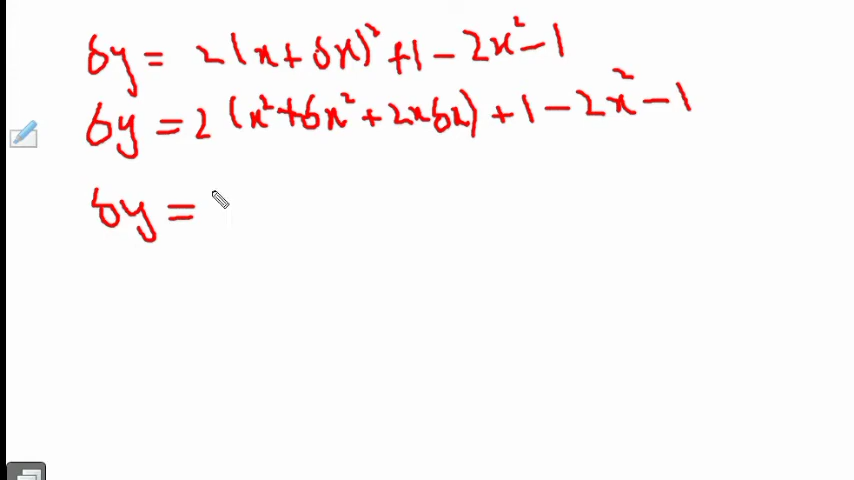 δy = 2(x+δx)²+1-2x²-1
δy = 2(x²+δx²+2xδx)+1-2x²-1
δy =